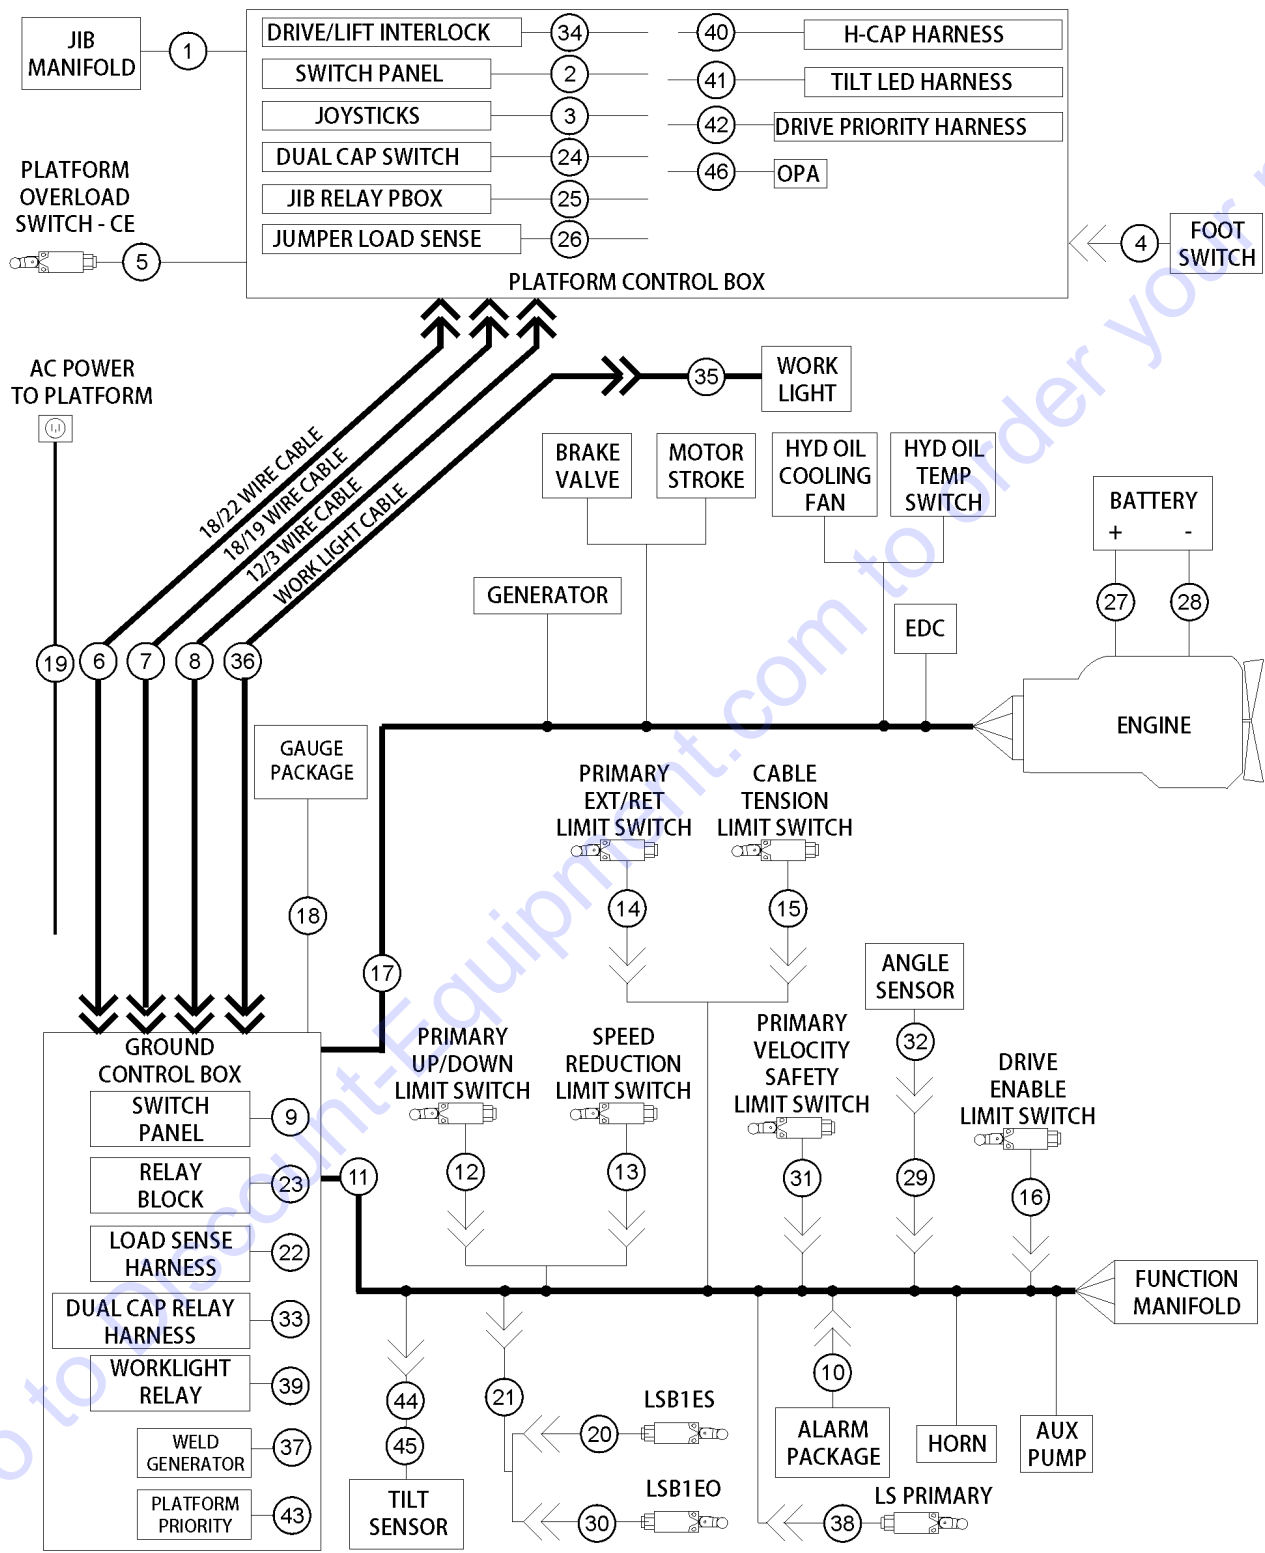 JIB
MANIFOLD
1
DRIVE/LIFT INTERLOCK
34
SWITCH PANEL
2
JOYSTICKS
3
DUAL CAP SWITCH
24
JIB RELAY PBOX
25
JUMPER LOAD SENSE
26
40
H-CAP HARNESS
41
TILT LED HARNESS
42
DRIVE PRIORITY HARNESS
46
OPA
PLATFORM CONTROL BOX
PLATFORM
OVERLOAD
SWITCH - CE
5
4
FOOT
SWITCH
AC POWER
TO PLATFORM
19
18/22 WIRE CABLE
18/19 WIRE CABLE
12/3 WIRE CABLE
WORK LIGHT CABLE
6
7
8
36
35
WORK
LIGHT
BRAKE
VALVE
MOTOR
STROKE
HYD OIL
COOLING
FAN
HYD OIL
TEMP
SWITCH
BATTERY
+ -
27
28
GENERATOR
EDC
ENGINE
GAUGE
PACKAGE
18
17
PRIMARY
EXT/RET
LIMIT SWITCH
14
CABLE
TENSION
LIMIT SWITCH
15
ANGLE
SENSOR
32
29
PRIMARY
UP/DOWN
LIMIT SWITCH
12
SPEED
REDUCTION
LIMIT SWITCH
13
PRIMARY
VELOCITY
SAFETY
LIMIT SWITCH
31
DRIVE
ENABLE
LIMIT SWITCH
16
GROUND
CONTROL BOX
SWITCH
PANEL
9
RELAY
BLOCK
23
11
LOAD SENSE
HARNESS
22
DUAL CAP RELAY
HARNESS
33
WORKLIGHT
RELAY
39
WELD
GENERATOR
37
PLATFORM
PRIORITY
43
FUNCTION
MANIFOLD
44
45
TILT
SENSOR
21
20
LSB1ES
30
LSB1EO
10
ALARM
PACKAGE
HORN
AUX
PUMP
38
LS PRIMARY
o to Discount-Equipment.com to order your